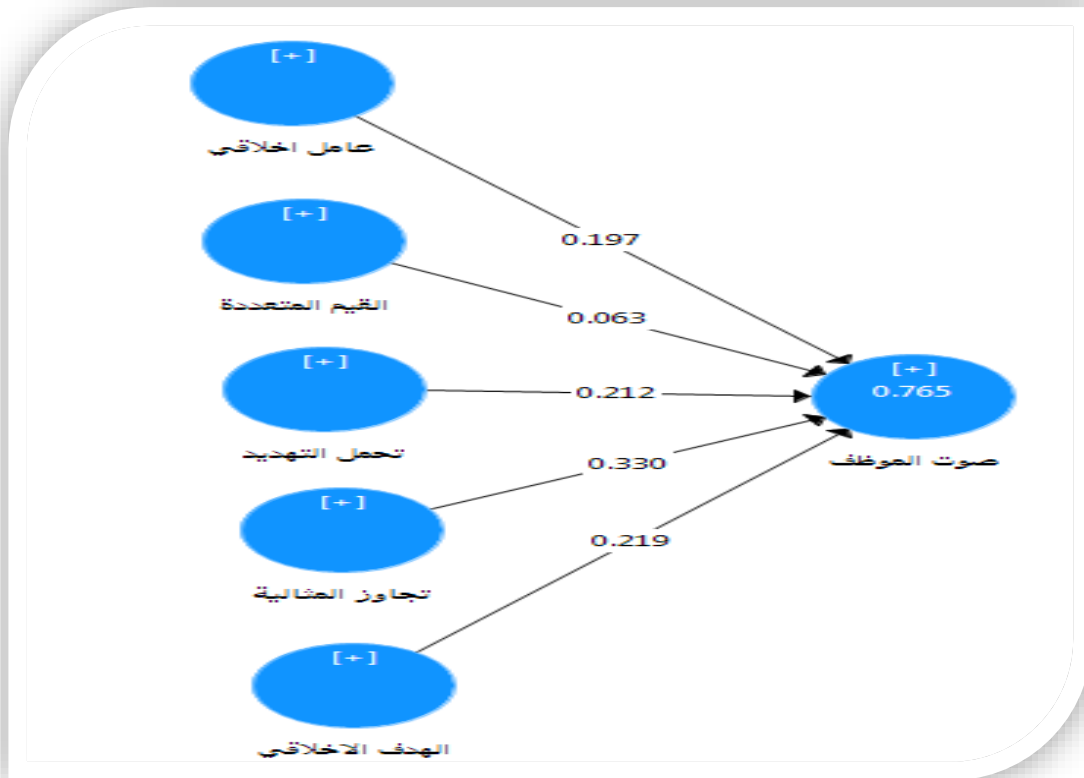 [+]
عامل اخلاقي
0.197
[+]
القيم المتعددة
0.063
[+]
تحمل التهديد
0.212
[+]
0.765
صوت الموظف
[+]
تجاوز المثالية
0.330
[+]
الهدف الاخلاقي
0.219